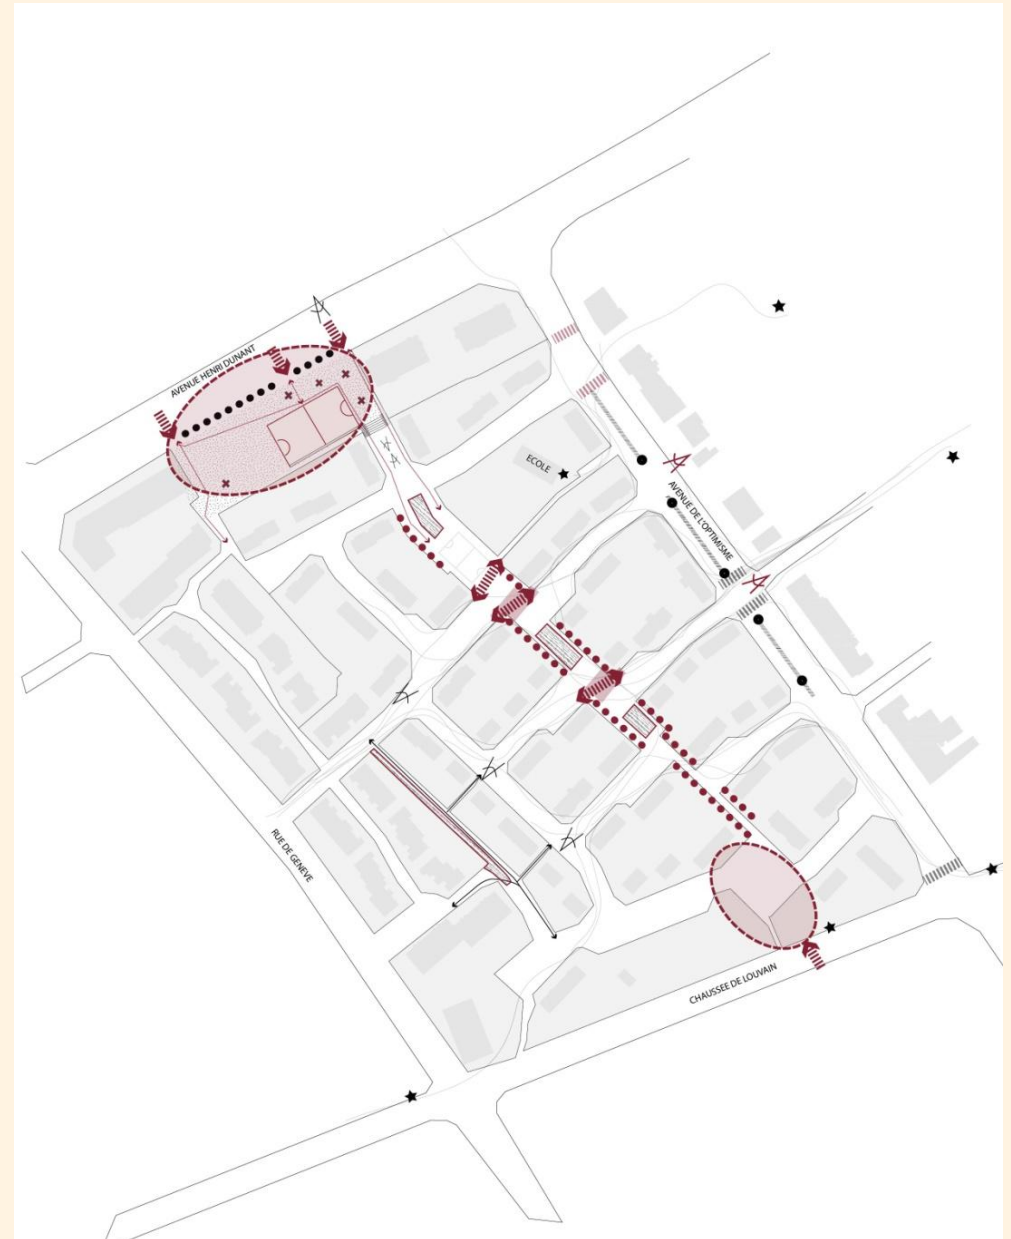 AVENUE HENRI DUNANT
ECOLE
AVENUE DE L'OPTIMISME
RUE DE GENEVE
CHAUSSEE DE LOUVAIN